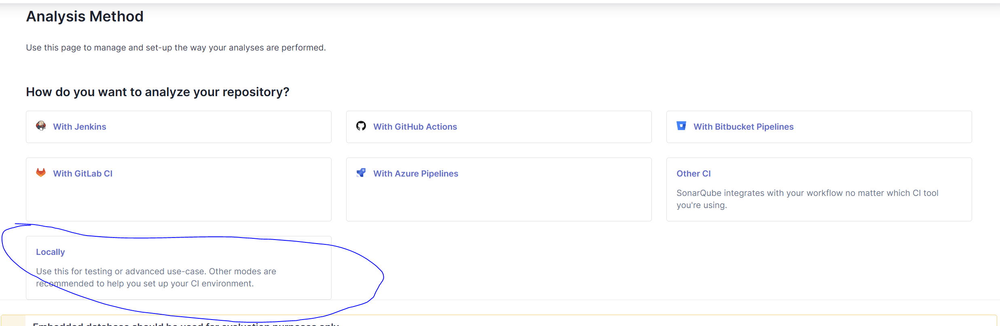 Analysis Method
Use this page to manage and set-up the way your analyses are performed.
How do you want to analyze your repository?
With Jenkins
With GitHub Actions
With Bitbucket Pipelines
With GitLab CI
With Azure Pipelines
Other CI
SonarQube integrates with your workflow no matter which CI tool
you're using.
Locally
Use this for testing or advanced use-case. Other modes are
recommended to help you set up your CI environment.
Embedded database should be used for evaluation purposes only